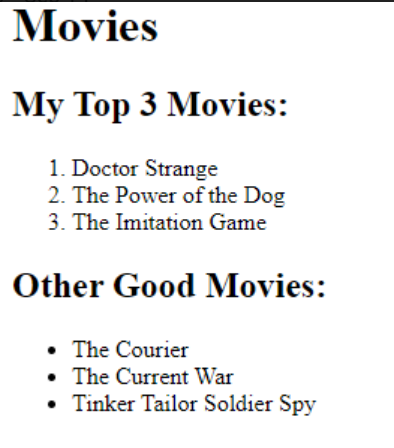 Movies
My Top 3 Movies:
1. Doctor Strange
2. The Power of the Dog
3. The Imitation Game
Other Good Movies:
• The Courier
• The Current War
• Tinker Tailor Soldier Spy